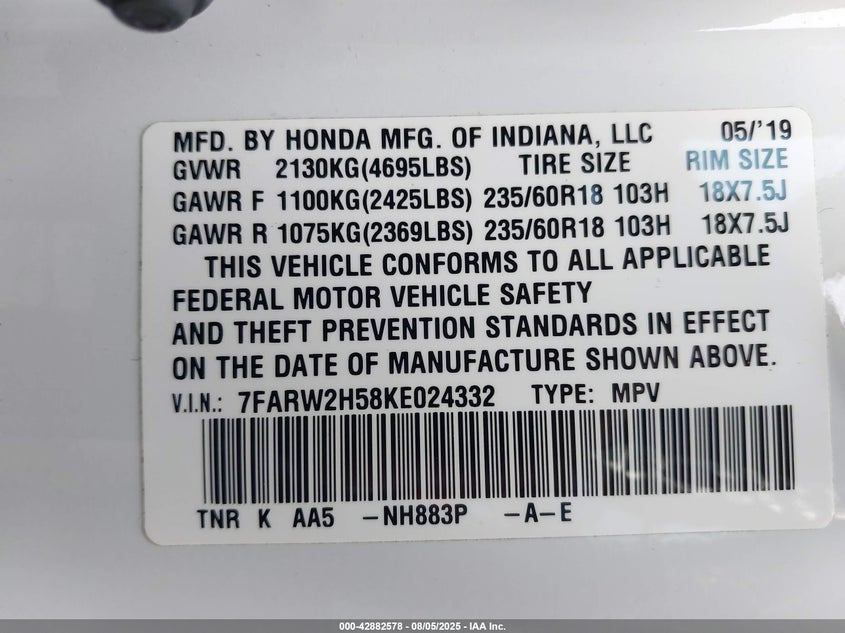 MFD. BY HONDA MFG. OF INDIANA, LLC 05/'19
GVWR 2130KG(4695LBS) TIRE SIZE RIM SIZE
GAWR F 1100KG(2425LBS) 235/60R18 103H 18X7.5J
GAWR R 1075KG(2369LBS) 235/60R18 103H 18X7.5J
THIS VEHICLE CONFORMS TO ALL APPLICABLE
FEDERAL MOTOR VEHICLE SAFETY
AND THEFT PREVENTION STANDARDS IN EFFECT
ON THE DATE OF MANUFACTURE SHOWN ABOVE.
V.I.N.: 7FARW2H58KE024332 TYPE: MPV
TNR K AA5 -NH883P -A-E
000-42882578 - 08/05/2025 - IAA Inc.